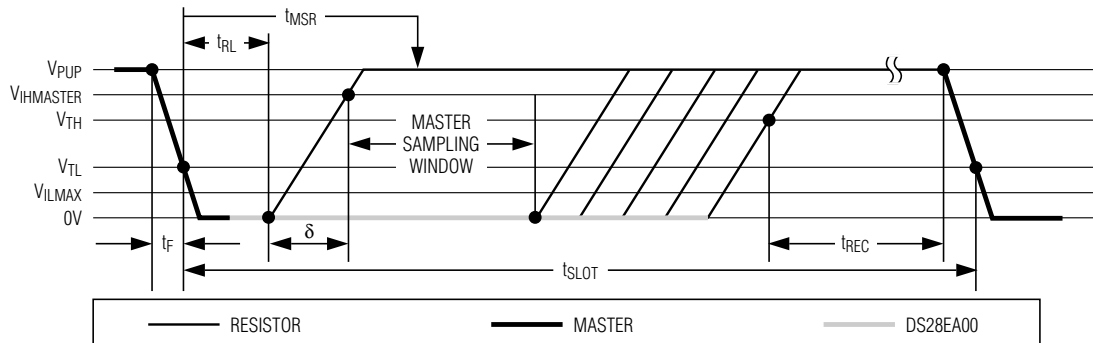 tMSR
tRL
VPUP
VIHMASTER
VTH
VTL
VILMAX
0V
MASTER
SAMPLING
WINDOW
tF
δ
tREC
tSLOT
RESISTOR MASTER DS28EA00